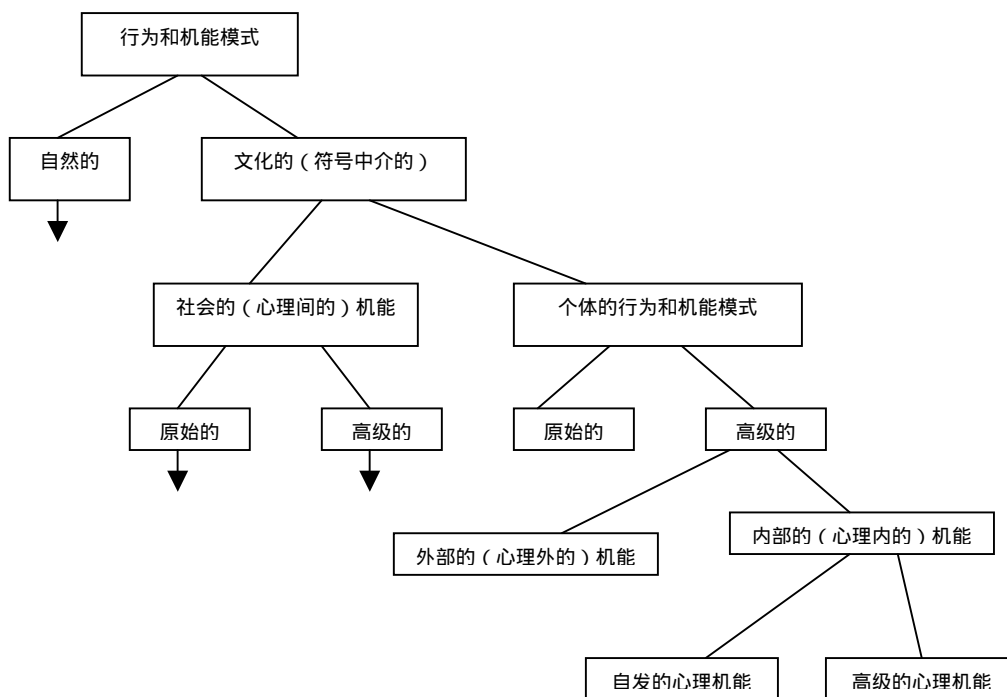 行为和机能模式
自然的
文化的（符号中介的）
社会的（心理间的）机能
个体的行为和机能模式
原始的
高级的
原始的
高级的
外部的（心理外的）机能
内部的（心理内的）机能
自发的心理机能
高级的心理机能